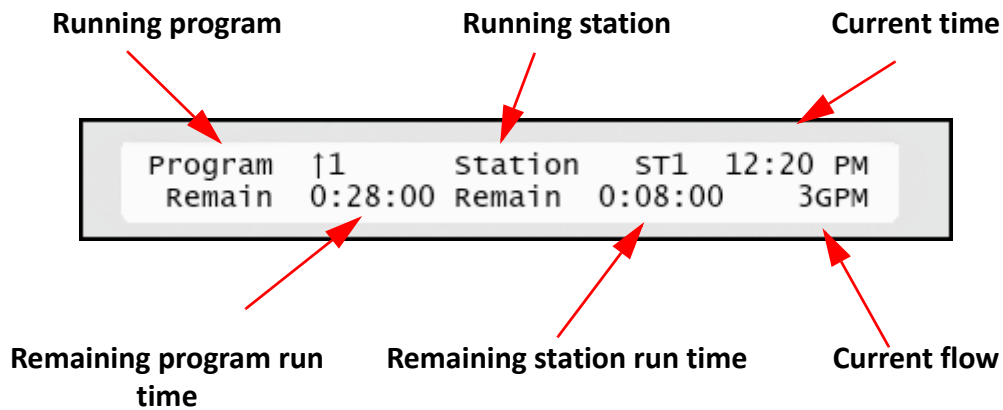 Running program Running station Current time
Program ↑1 Station ST1 12:20 PM
Remain 0:28:00 Remain 0:08:00 3GPM
Remaining program run time
Remaining station run time
Current flow